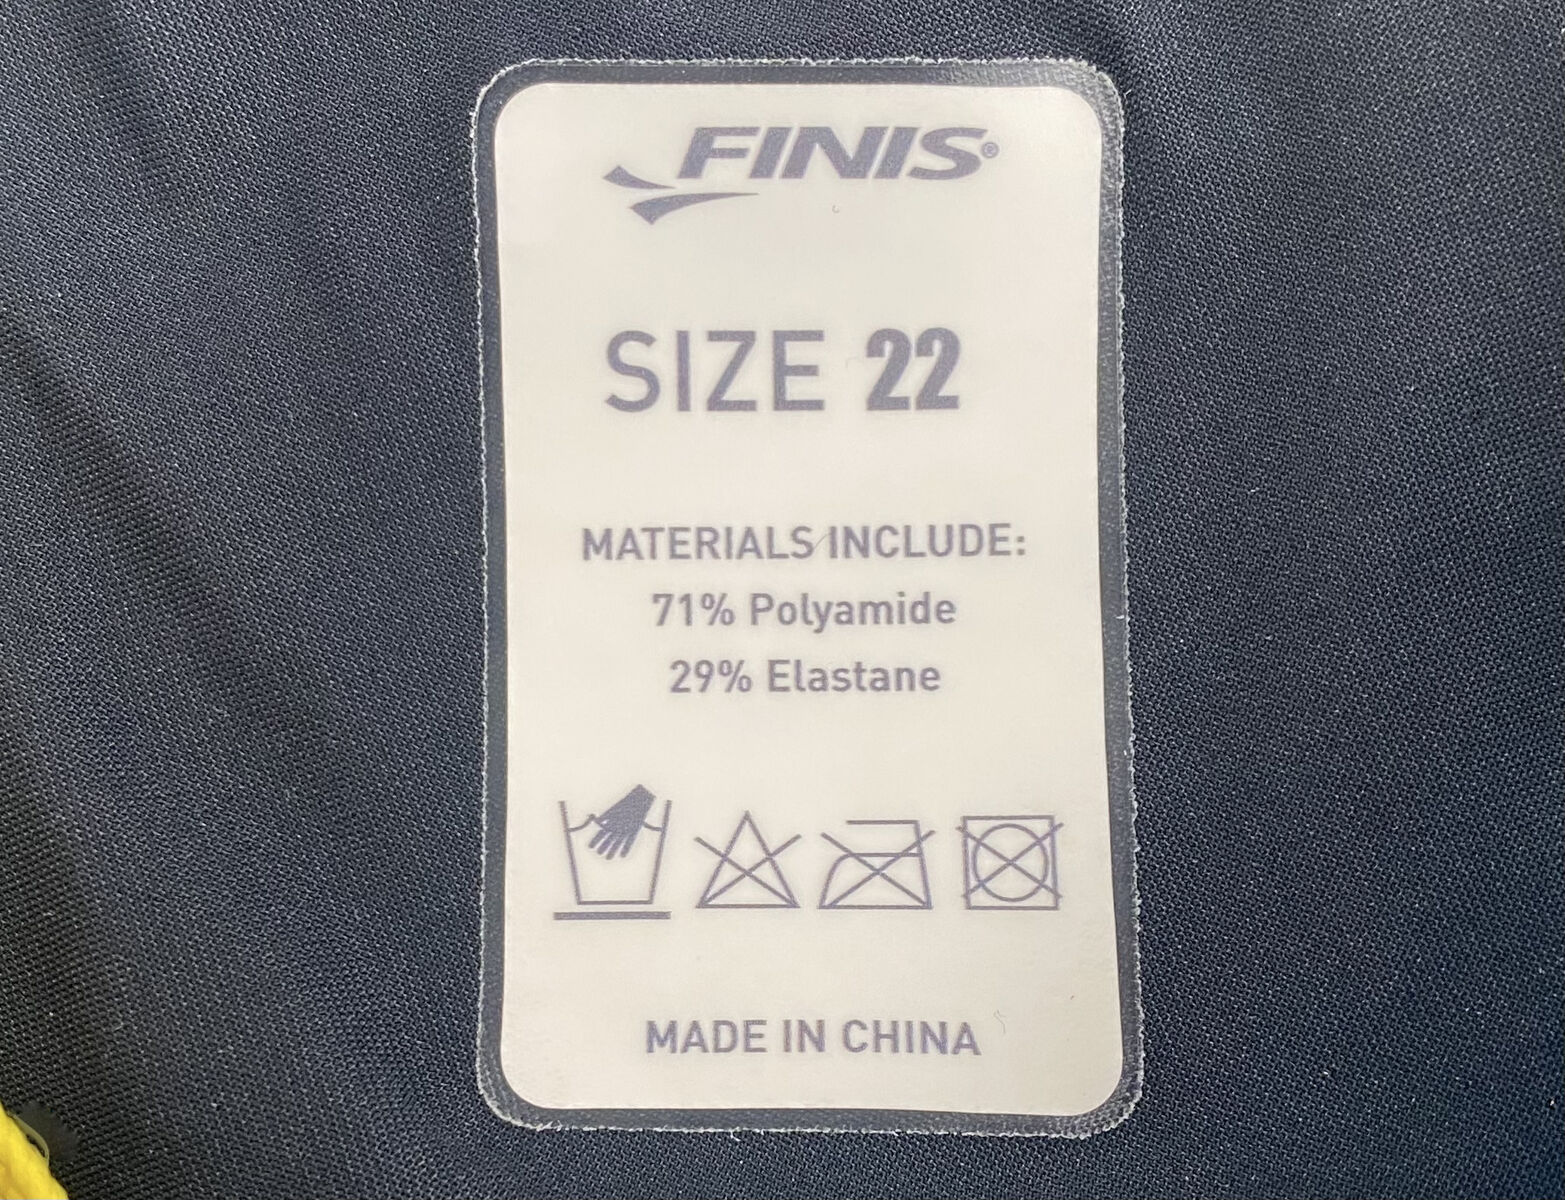 FINIS®
SIZE 22
MATERIALS INCLUDE:
71% Polyamide
29% Elastane
MADE IN CHINA